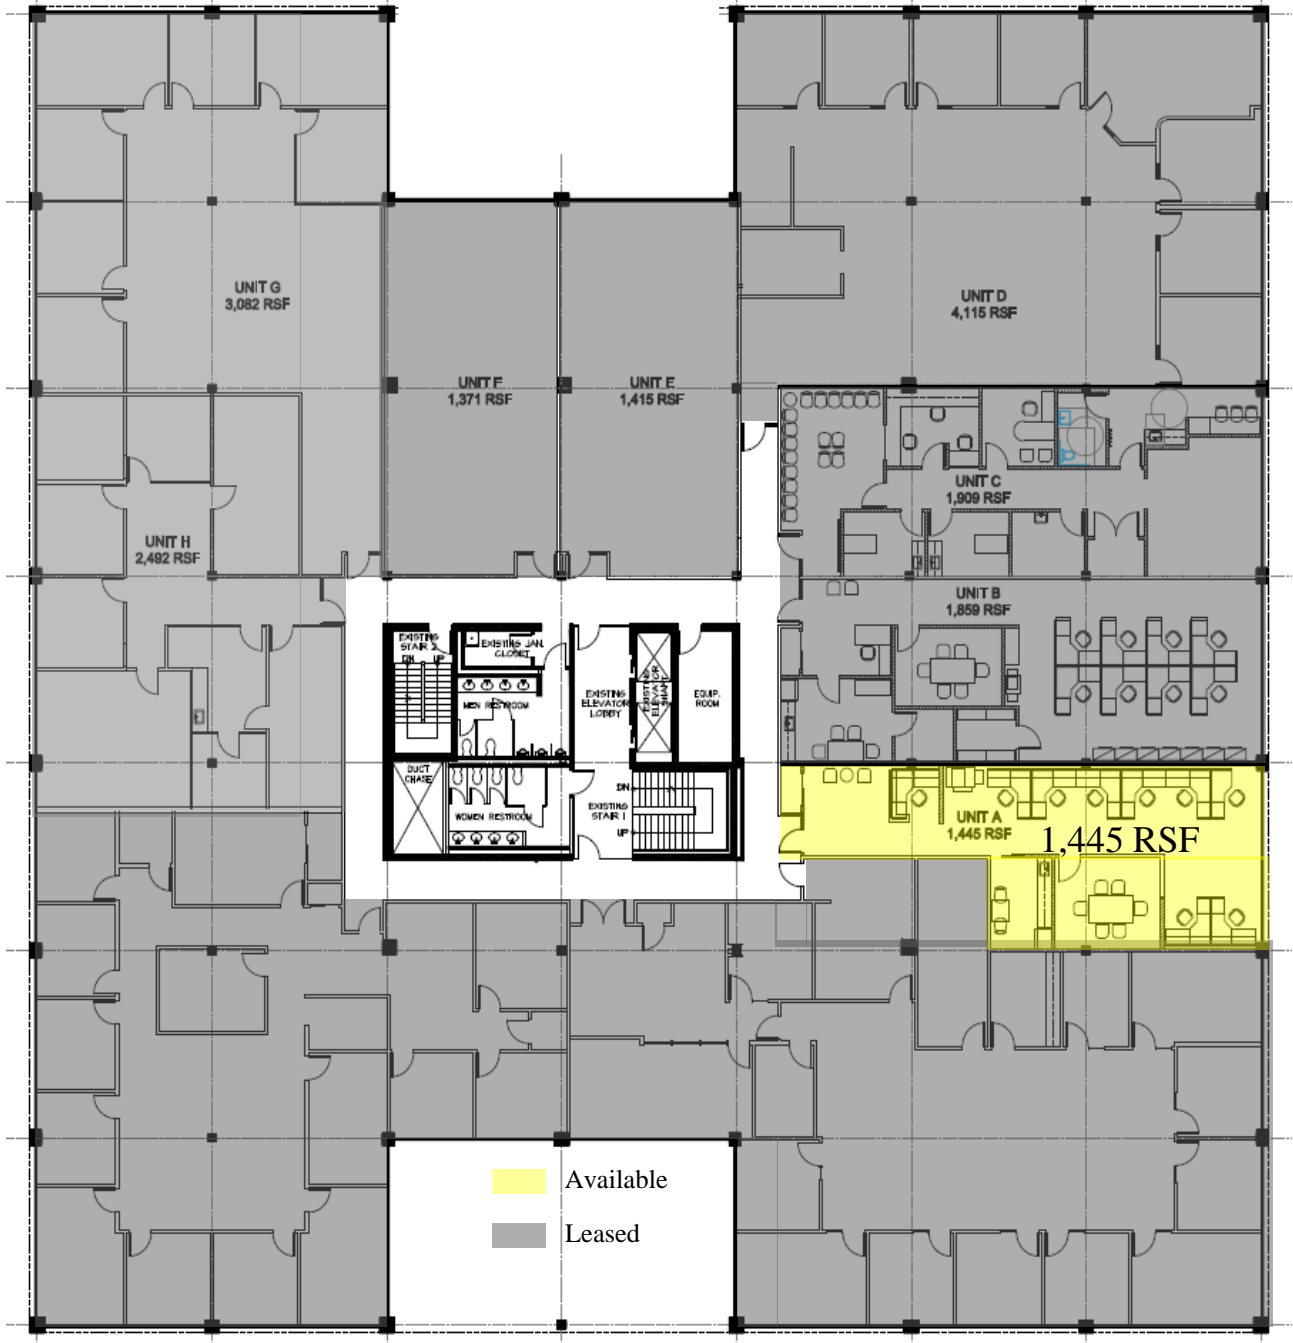 UNIT G
3,082 RSF
UNIT D
4,115 RSF
UNIT F
1,371 RSF
UNIT E
1,415 RSF
UNIT C
1,909 RSF
UNIT H
2,492 RSF
UNIT B
1,859 RSF
EXISTING
STAIR 2
DN UP
EXISTING JAN.
CLOSET
EXISTING
ELEVATOR
LOBBY
EXISTING
ELEVATOR
SHAFT
EQUIP.
ROOM
MEN RESTROOM
DUCT
CHASE
WOMEN RESTROOM
DN
EXISTING
STAIR 1
UP
UNIT A
1,445 RSF
1,445 RSF
Available
Leased